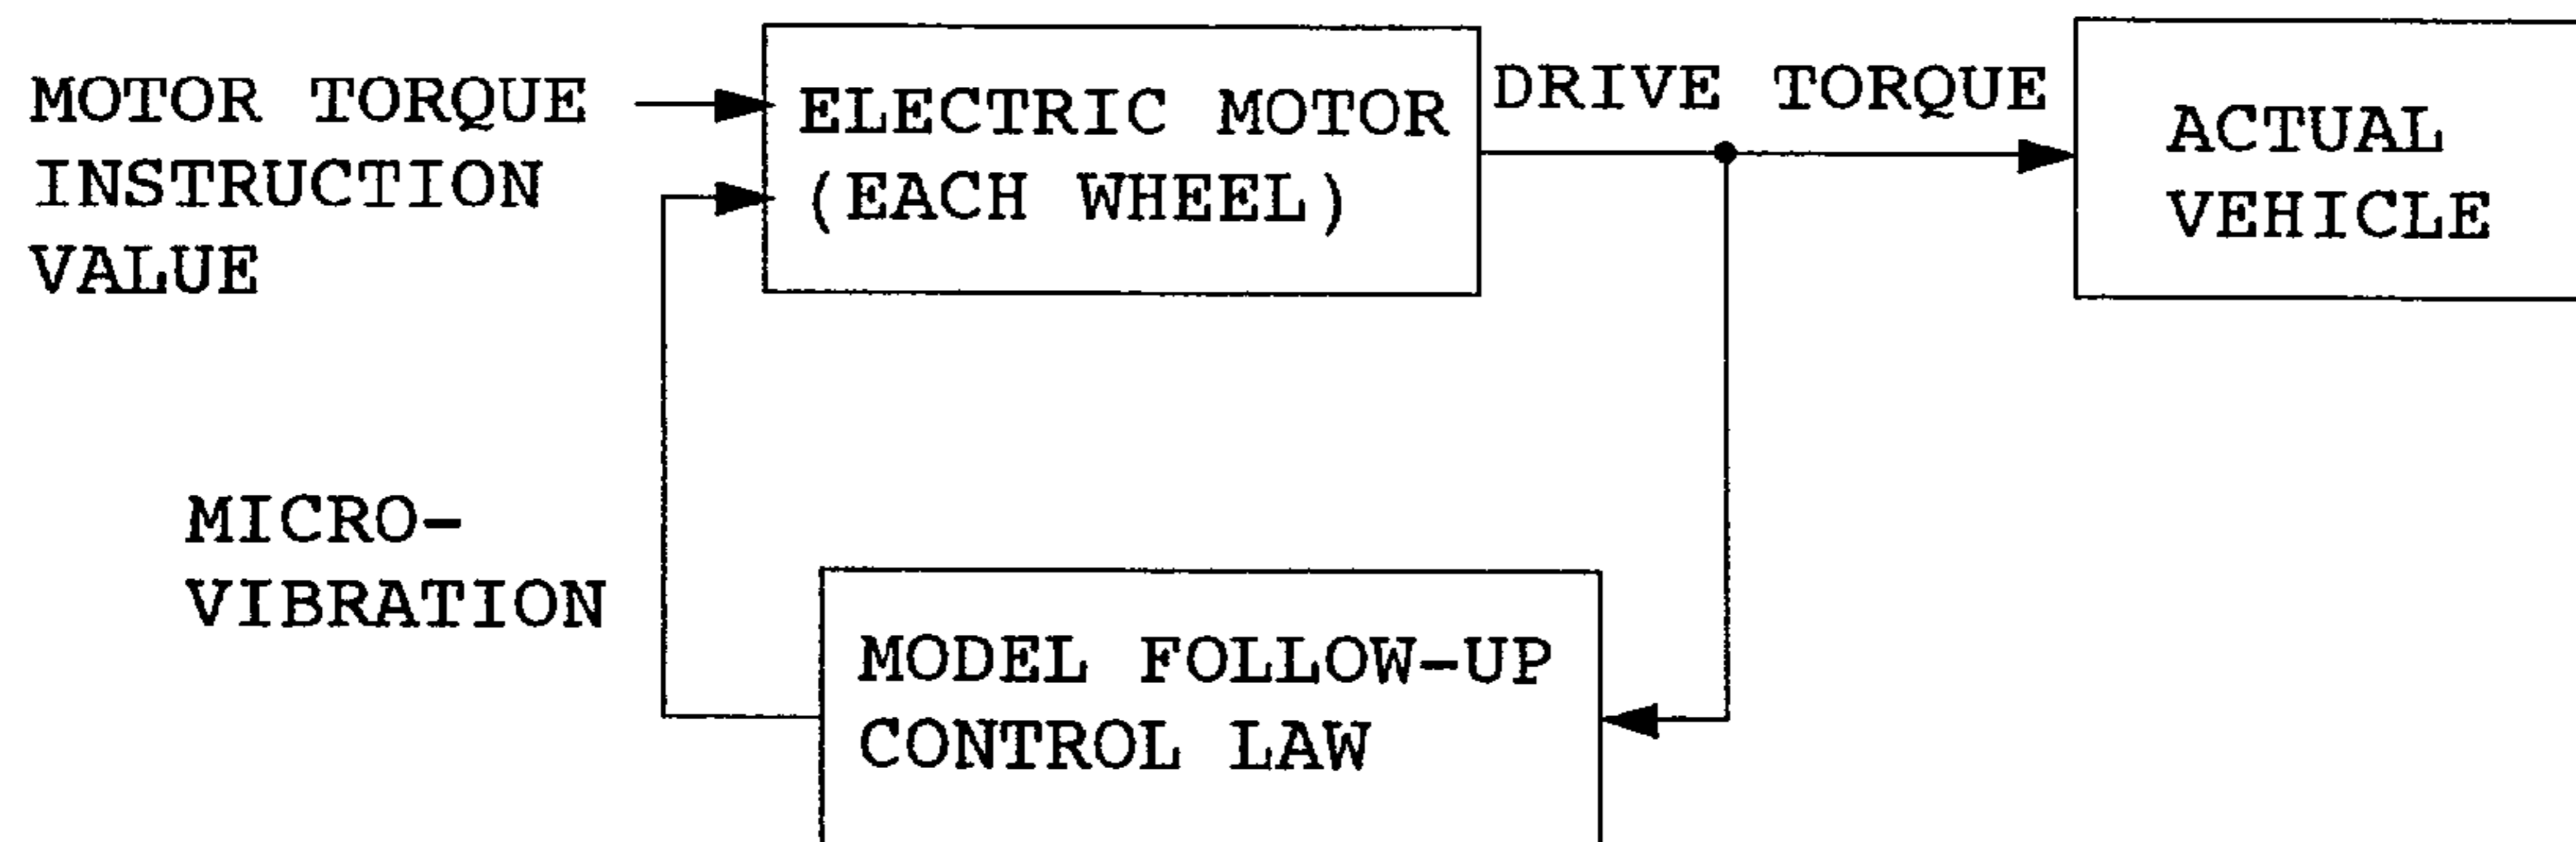 MOTOR TORQUE
INSTRUCTION
VALUE
ELECTRIC MOTOR
(EACH WHEEL)
DRIVE TORQUE
ACTUAL
VEHICLE
MICRO-
VIBRATION
MODEL FOLLOW-UP
CONTROL LAW